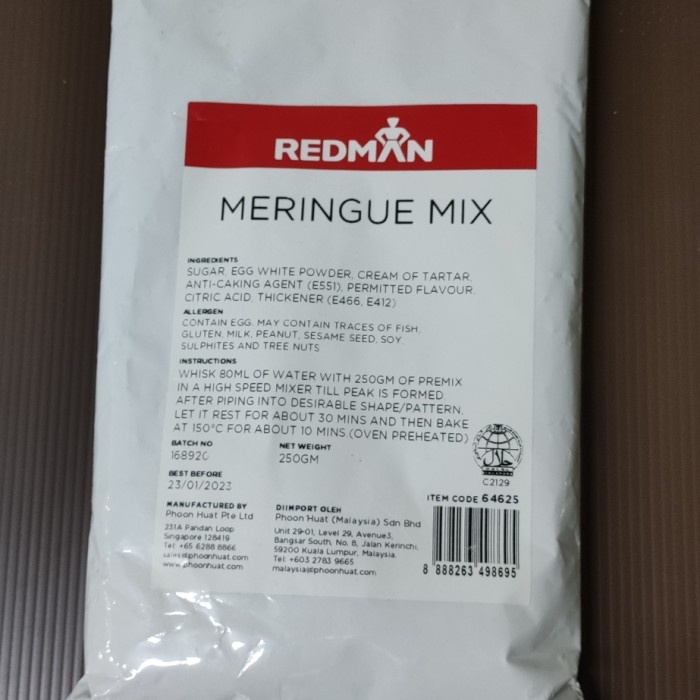 REDMAN
MERINGUE MIX
INGREDIENTS
SUGAR, EGG WHITE POWDER, CREAM OF TARTAR,
ANTI-CAKING AGENT (E551), PERMITTED FLAVOUR,
CITRIC ACID, THICKENER (E466, E412)
ALLERGEN
CONTAIN EGG. MAY CONTAIN TRACES OF FISH,
GLUTEN, MILK, PEANUT, SESAME SEED, SOY
SULPHITES AND TREE NUTS
INSTRUCTIONS
WHISK 80ML OF WATER WITH 250GM OF PREMIX
IN A HIGH SPEED MIXER TILL PEAK IS FORMED
AFTER PIPING INTO DESIRABLE SHAPE/PATTERN,
LET IT REST FOR ABOUT 30 MINS AND THEN BAKE
AT 150°C FOR ABOUT 10 MINS.(OVEN PREHEATED)
BATCH NO
16892C
NET WEIGHT
250GM
BEST BEFORE
23/01/2023
حلال
C2129
ITEM CODE 64625
MANUFACTURED BY
Phoon Huat Pte Ltd
231A Pandan Loop
Singapore 128419
Tel: +65 6288 8866
sales@phoonhuat.com
www.phoonhuat.com
DIIMPORT OLEH
Phoon Huat (Malaysia) Sdn Bhd
Unit 29-01, Level 29, Avenue3,
Bangsar South, No. 8, Jalan Kerinchi,
59200 Kuala Lumpur, Malaysia.
Tel: +603 2783 9665
malaysia@phoonhuat.com
8 888263 498695